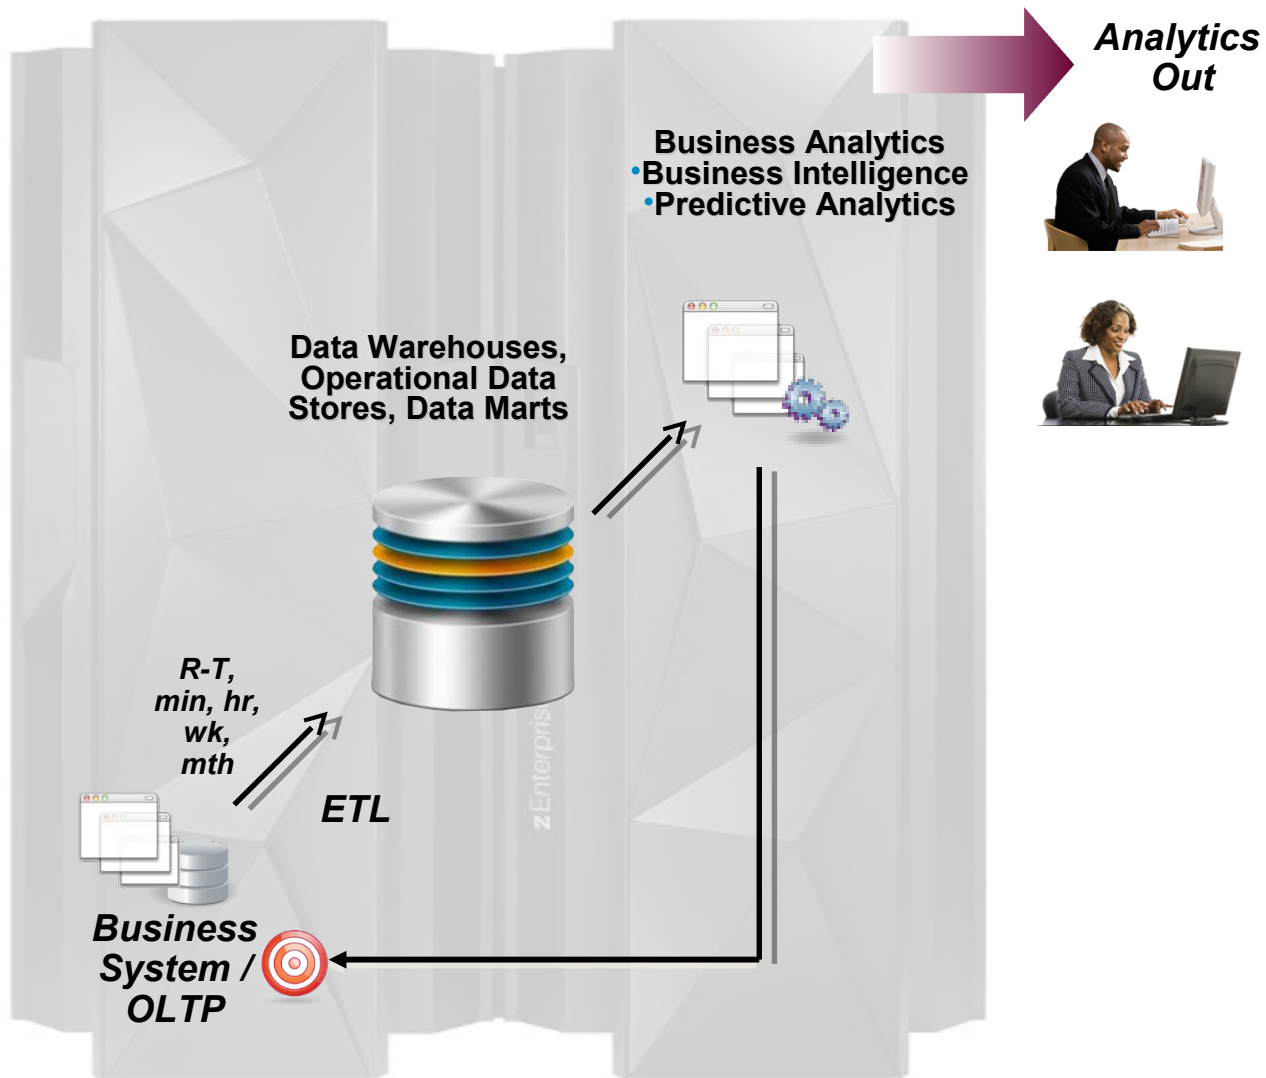 Analytics
Out
Business Analytics
•Business Intelligence
•Predictive Analytics
Data Warehouses,
Operational Data
Stores, Data Marts
R-T,
min, hr,
wk,
mth
ETL
zEnterpris
Business
System /
OLTP